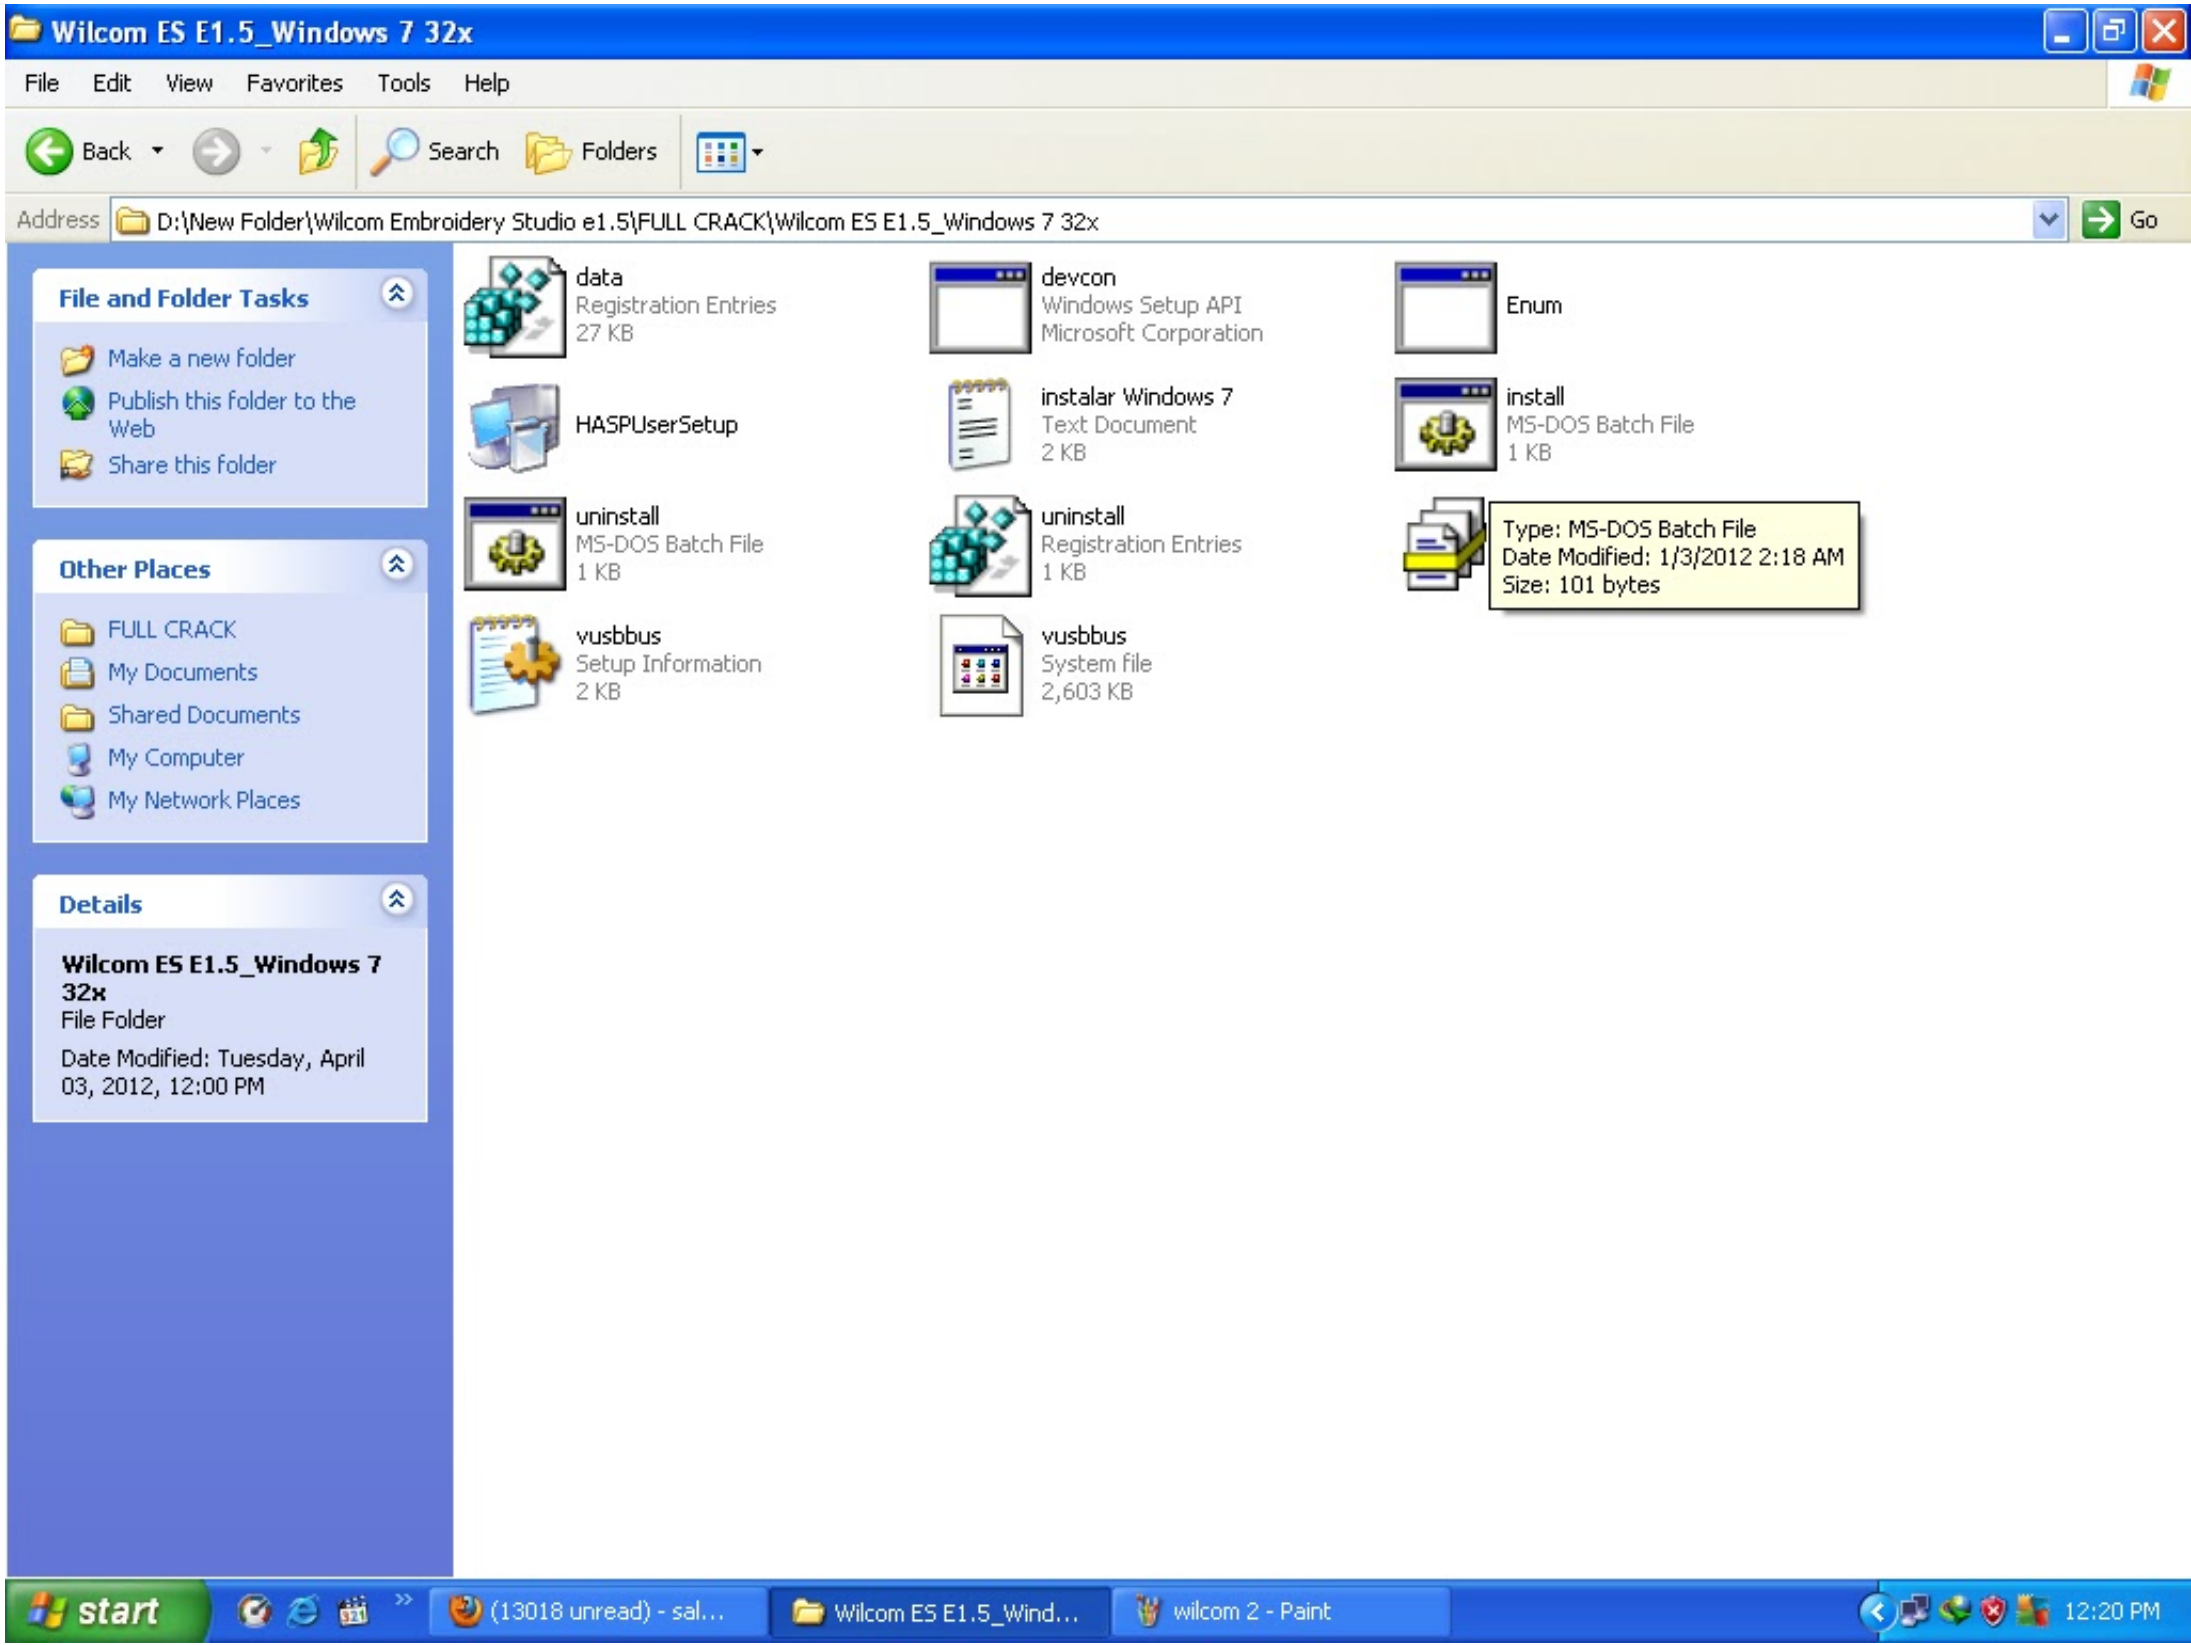 Wilcom ES E1.5_Windows 7 32x
File Edit View Favorites Tools Help
Back Search Folders
Address D:\New Folder\Wilcom Embroidery Studio e1.5\FULL CRACK\Wilcom ES E1.5_Windows 7 32x Go
File and Folder Tasks
Make a new folder
Publish this folder to the
Web
Share this folder
Other Places
FULL CRACK
My Documents
Shared Documents
My Computer
My Network Places
Details
Wilcom ES E1.5_Windows 7
32x
File Folder
Date Modified: Tuesday, April
03, 2012, 12:00 PM
data
Registration Entries
27 KB
devcon
Windows Setup API
Microsoft Corporation
Enum
HASPUserSetup
instalar Windows 7
Text Document
2 KB
install
MS-DOS Batch File
1 KB
uninstall
MS-DOS Batch File
1 KB
uninstall
Registration Entries
1 KB
Type: MS-DOS Batch File
Date Modified: 1/3/2012 2:18 AM
Size: 101 bytes
vusbbus
Setup Information
2 KB
vusbbus
System file
2,603 KB
start (13018 unread) - sal... Wilcom ES E1.5_Wind... wilcom 2 - Paint 12:20 PM